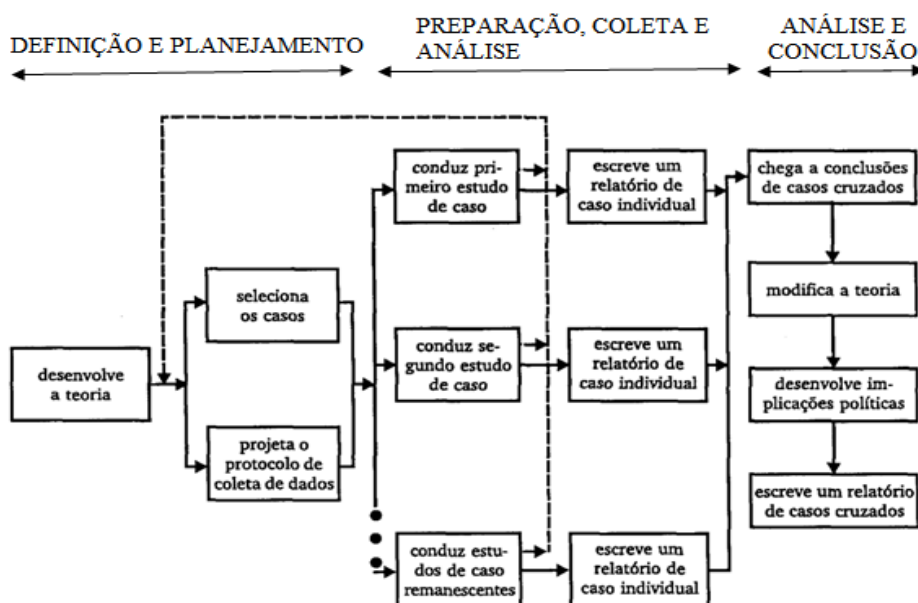 DEFINIÇÃO E PLANEJAMENTO
PREPARAÇÃO, COLETA E
ANÁLISE
ANÁLISE E
CONCLUSÃO
desenvolve
a teoria
seleciona
os casos
projeta o
protocolo de
coleta de dados
conduz pri-
meiro estudo
de caso
escreve um
relatório de
caso individual
conduz se-
gundo estudo
de caso
escreve um
relatório de
caso individual
conduz estu-
dos de caso
remanescentes
escreve um
relatório de
caso individual
chega a conclusões
de casos cruzados
modifica a teoria
desenvolve im-
plicações políticas
escreve um relatório
de casos cruzados